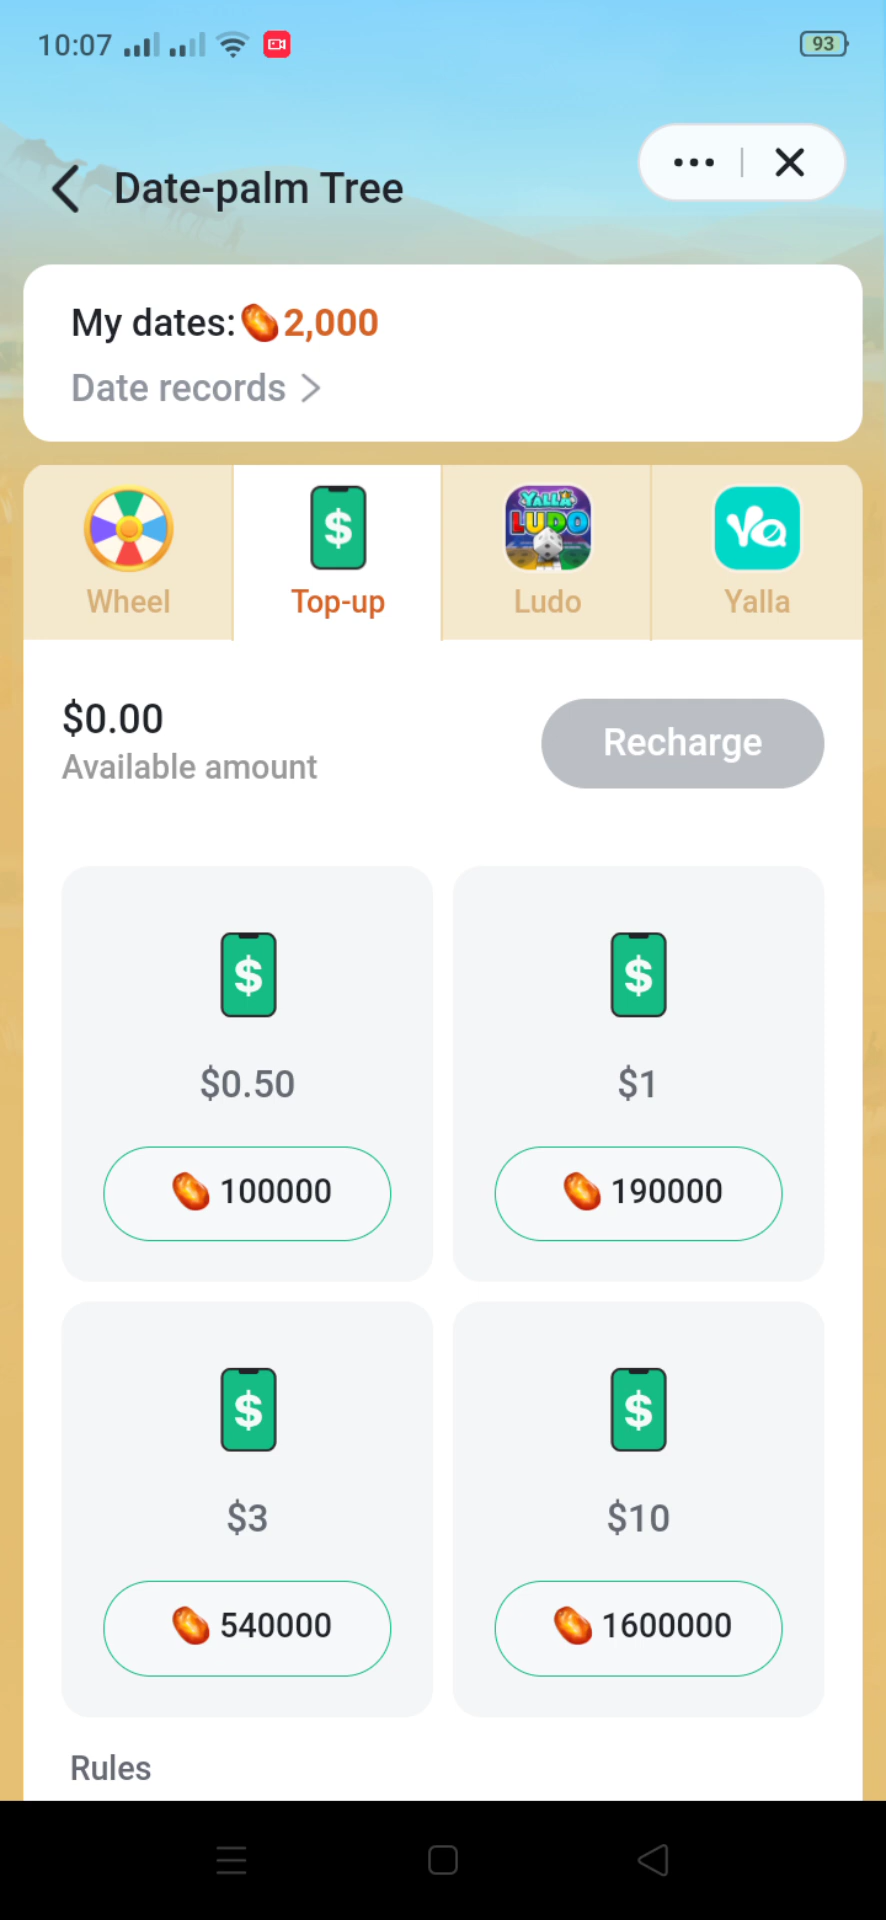 10:07
93
Date-palm Tree
My dates: 2,000
Date records
Wheel
$
Top-up
YALLA
LUDO
Ludo
Ya
Yalla
$0.00
Available amount
Recharge
$
$
$0.50
$1
100000
190000
$
$
$3
$10
540000
1600000
Rules